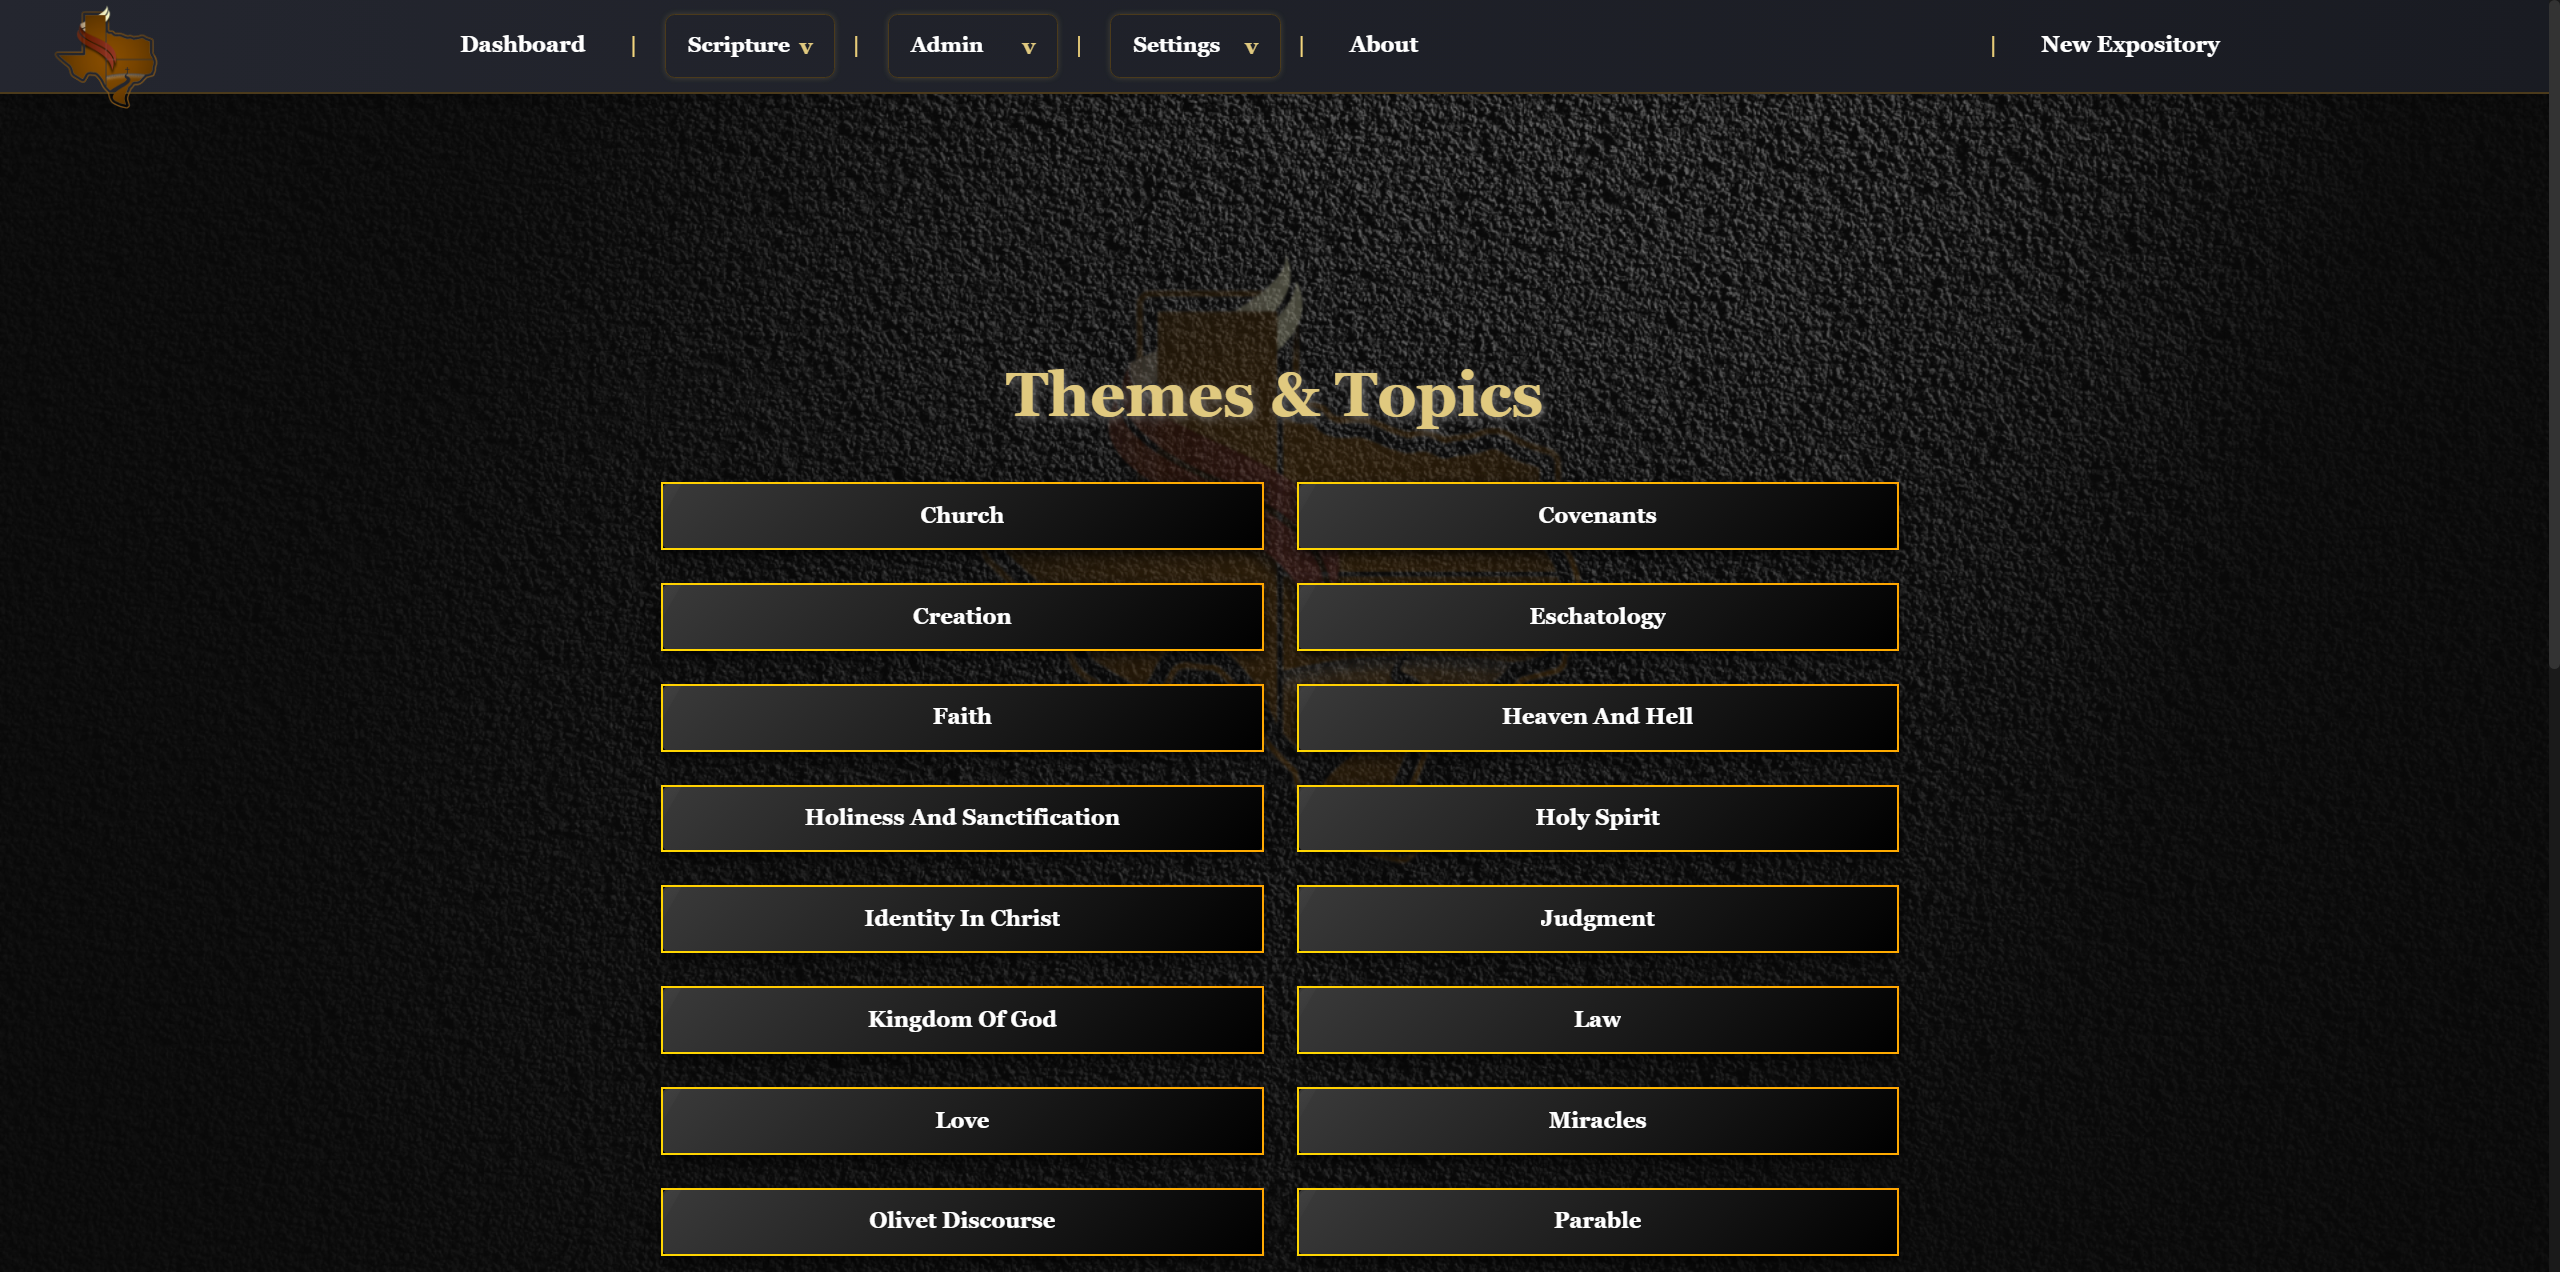 Dashboard | Scripture v | Admin v | Settings v | About | New Expository
Themes & Topics
Church
Covenants
Creation
Eschatology
Faith
Heaven And Hell
Holiness And Sanctification
Holy Spirit
Identity In Christ
Judgment
Kingdom Of God
Law
Love
Miracles
Olivet Discourse
Parable